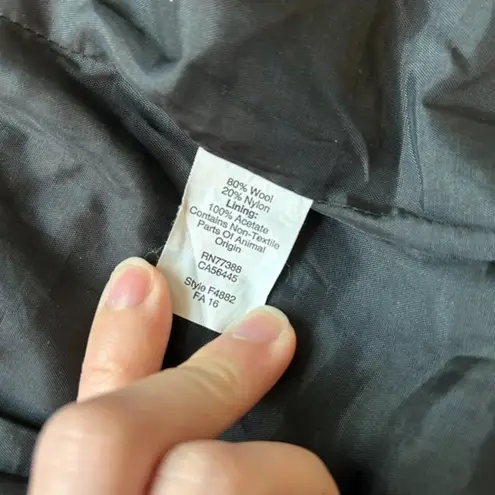 80% Wool
20% Nylon
Lining:
100% Acetate
Contains Non-Textile
Parts Of Animal
Origin
RN77388
CA56445
Style F4882
FA 16